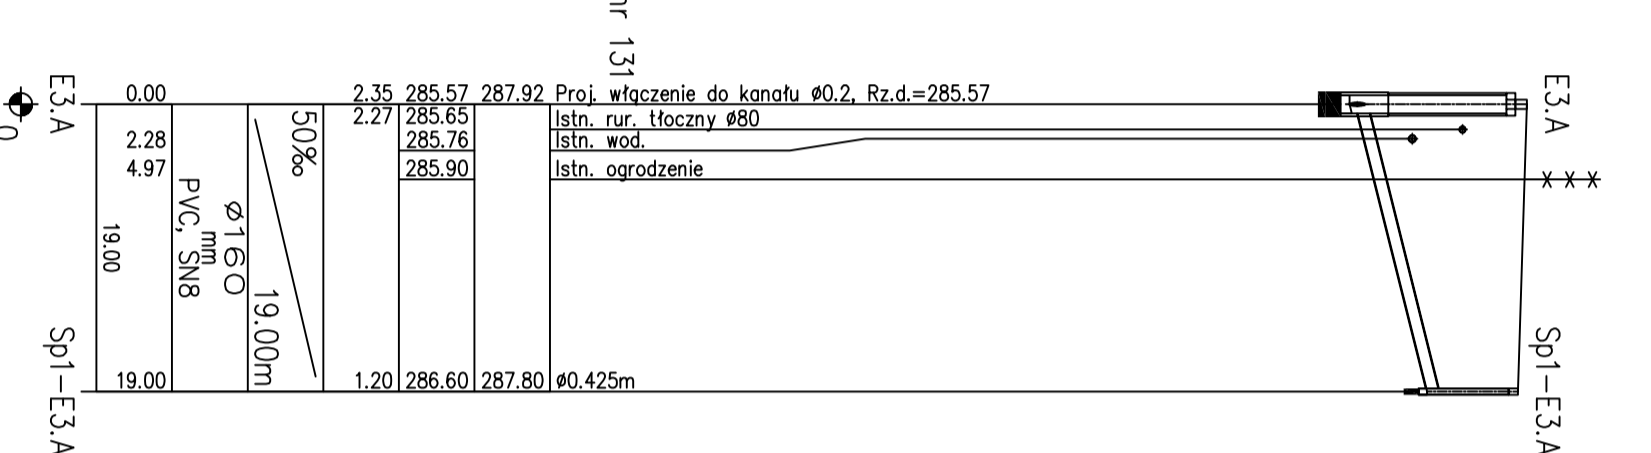 nr 131
E3.A
0.00 2.35 285.57 287.92 Proj. włączenie do kanału ø0.2, Rz.d.=285.57
E3.A
2.27 285.65 Istn. rur. tłoczny ø80
2.28 285.76 Istn. wod.
4.97 285.90 Istn. ogrodzenie
50‰
19.00m
ø160
mm
PVC, SN8
19.00
19.00 1.20 286.60 287.80 ø0.425m
Sp1-E3.A
Sp1-E3.A